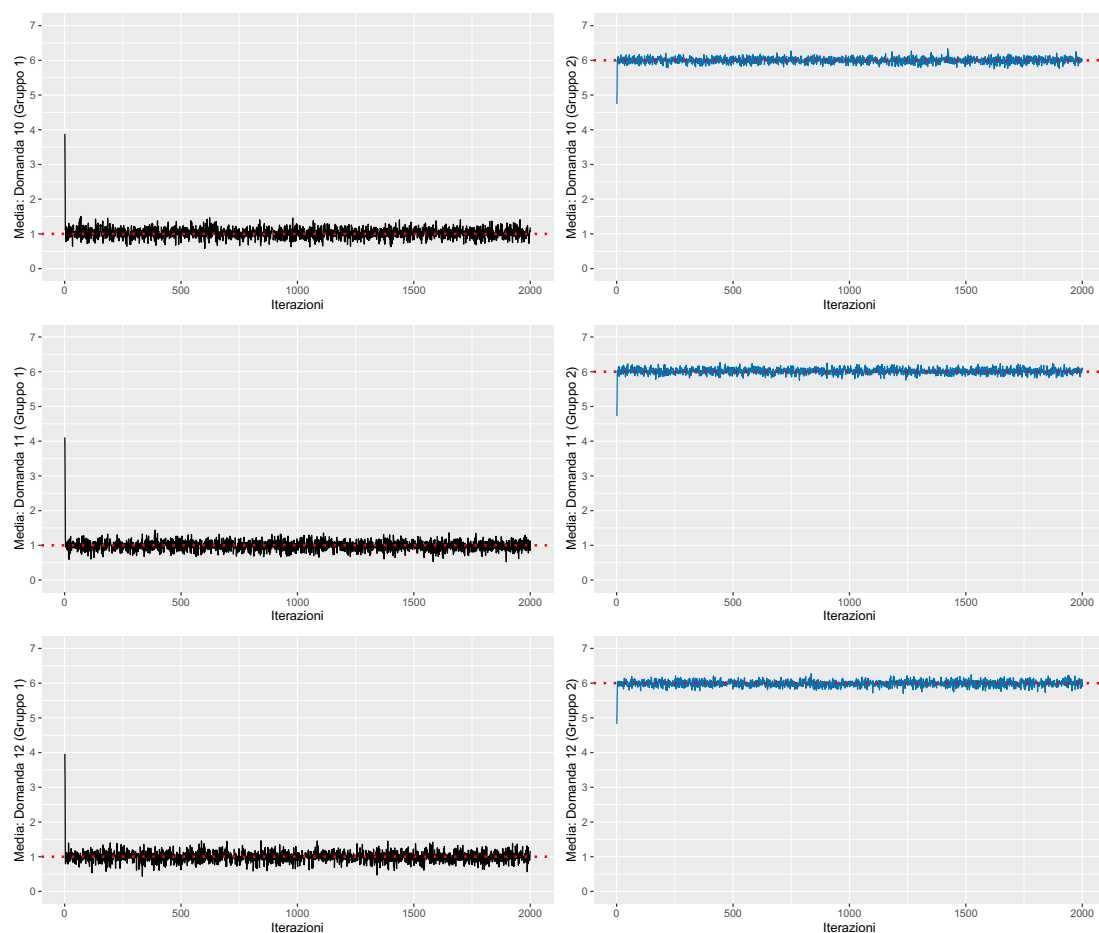 Media: Domanda 10 (Gruppo 1)
7
6
5
4
3
2
1
0
0 500 1000 1500 2000
Iterazioni
Media: Domanda 10 (Gruppo 2)
7
6
5
4
3
2
1
0
0 500 1000 1500 2000
Iterazioni
Media: Domanda 11 (Gruppo 1)
7
6
5
4
3
2
1
0
0 500 1000 1500 2000
Iterazioni
Media: Domanda 11 (Gruppo 2)
7
6
5
4
3
2
1
0
0 500 1000 1500 2000
Iterazioni
Media: Domanda 12 (Gruppo 1)
7
6
5
4
3
2
1
0
0 500 1000 1500 2000
Iterazioni
Media: Domanda 12 (Gruppo 2)
7
6
5
4
3
2
1
0
0 500 1000 1500 2000
Iterazioni